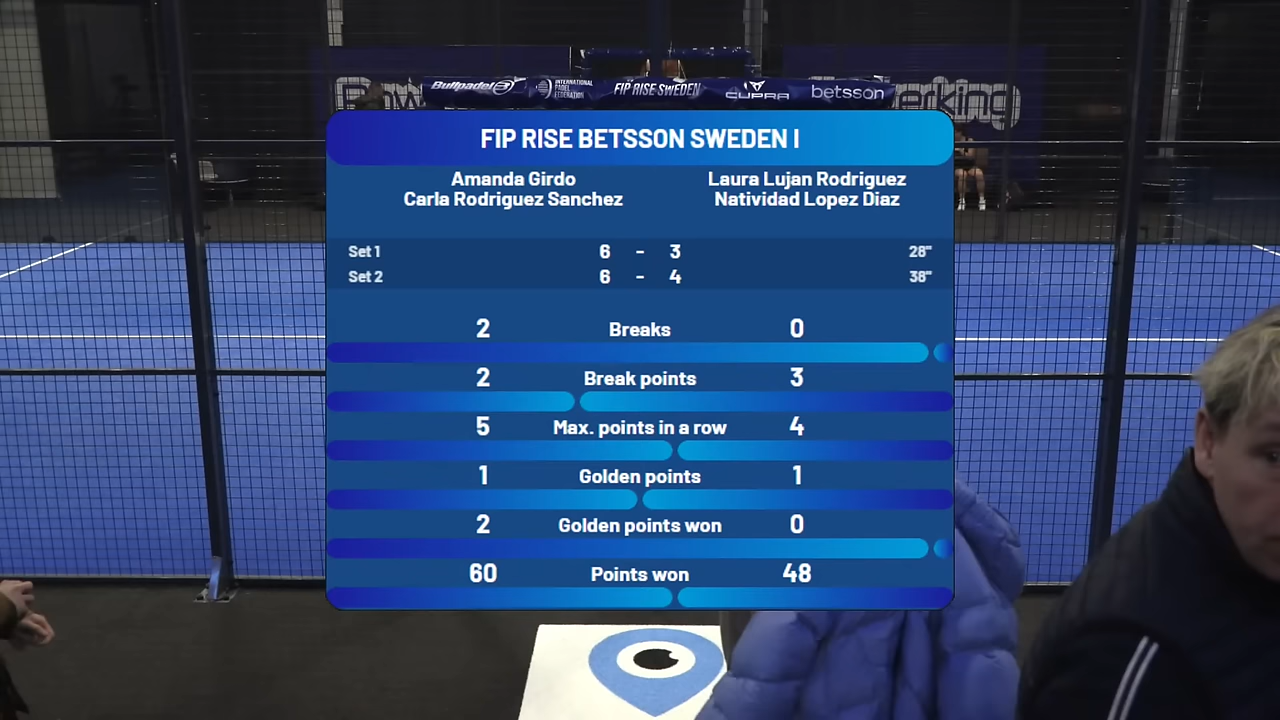 Bullpadel
INTERNATIONAL
PADEL
FEDERATION
FIP RISE SWEDEN
CUPRA
betsson
FIP RISE BETSSON SWEDEN I
Amanda Girdo
Carla Rodriguez Sanchez
Laura Lujan Rodriguez
Natividad Lopez Diaz
Set 1 6 - 3 28"
Set 2 6 - 4 38"
2 Breaks 0
2 Break points 3
5 Max. points in a row 4
1 Golden points 1
2 Golden points won 0
60 Points won 48